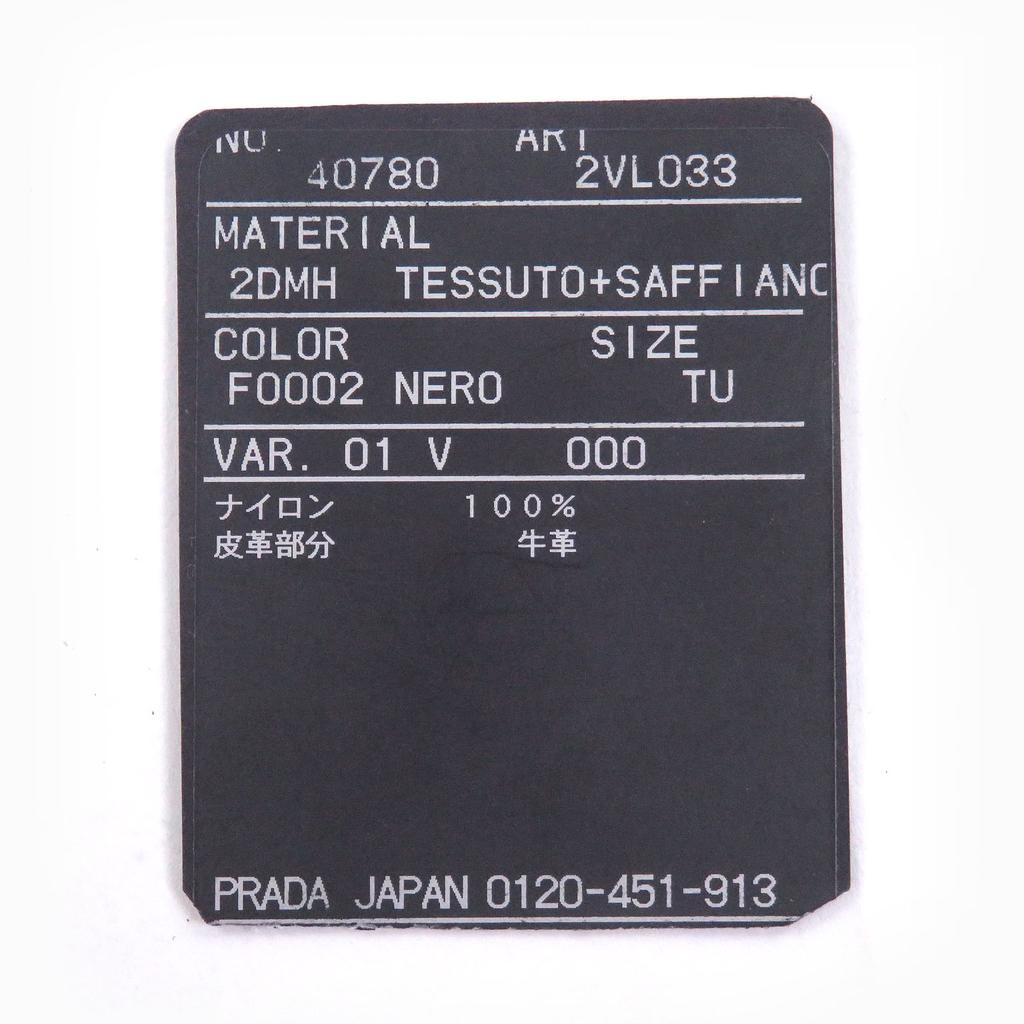 NO. ART
40780 2VL033
MATERIAL
2DMH TESSUTO+SAFFIANO
COLOR SIZE
F0002 NERO TU
VAR. 01 V 000
ナイロン 100%
皮革部分 牛革
PRADA JAPAN 0120-451-913